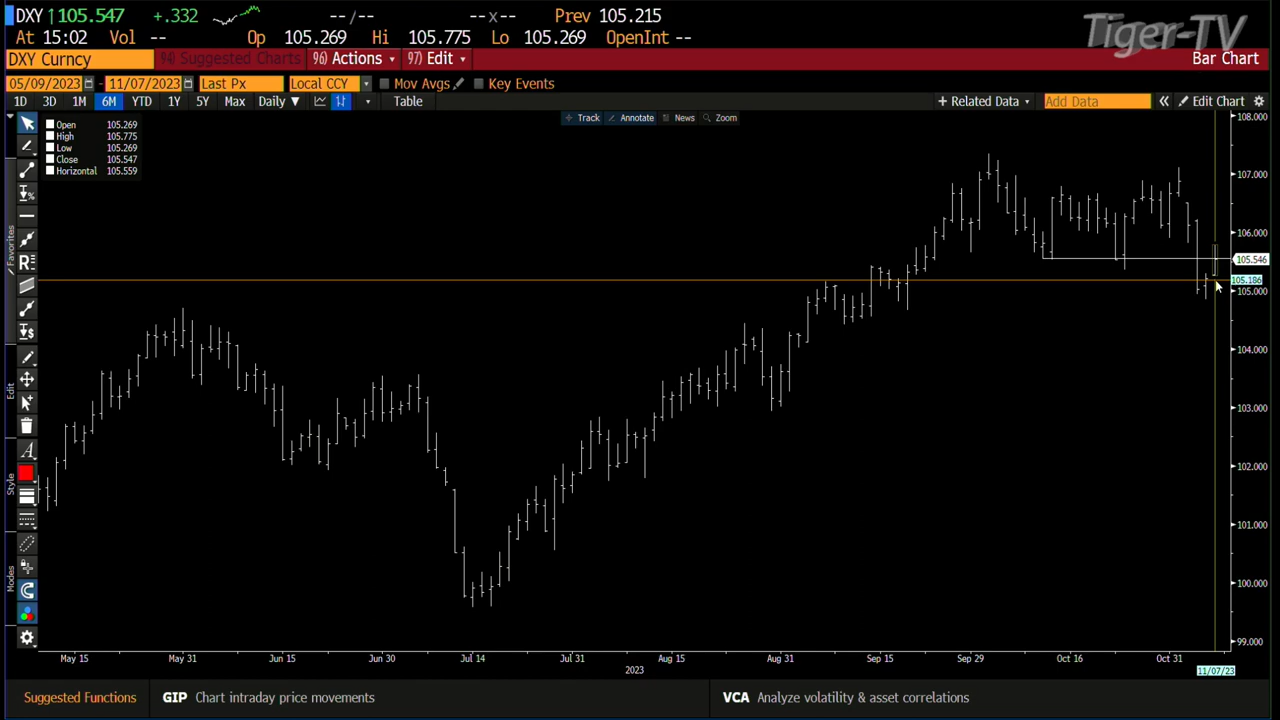 DXY ↑105.547 +.332 --/-- --x-- Prev 105.215
Tiger-TV
At 15:02 Vol -- Op 105.269 Hi 105.775 Lo 105.269 OpenInt --
DXY Curncy 94) Suggested Charts 96) Actions 97) Edit Bar Chart
05/09/2023 - 11/07/2023 Last Px Local CCY Mov Avgs Key Events
1D 3D 1M 6M YTD 1Y 5Y Max Daily ▼ Table + Related Data Add Data « Edit Chart
Track Annotate News Zoom
Open 105.269
High 105.775
Low 105.269
Close 105.547
Horizontal 105.559
108.000
107.000
106.000
105.546
105.186
105.000
104.000
103.000
102.000
101.000
100.000
99.000
Favorites
Edit
Style
Modes
R
A
May 15 May 31 Jun 15 Jun 30 Jul 14 Jul 31 Aug 15 Aug 31 Sep 15 Sep 29 Oct 16 Oct 31
2023
11/07/23
Suggested Functions GIP Chart intraday price movements VCA Analyze volatility & asset correlations